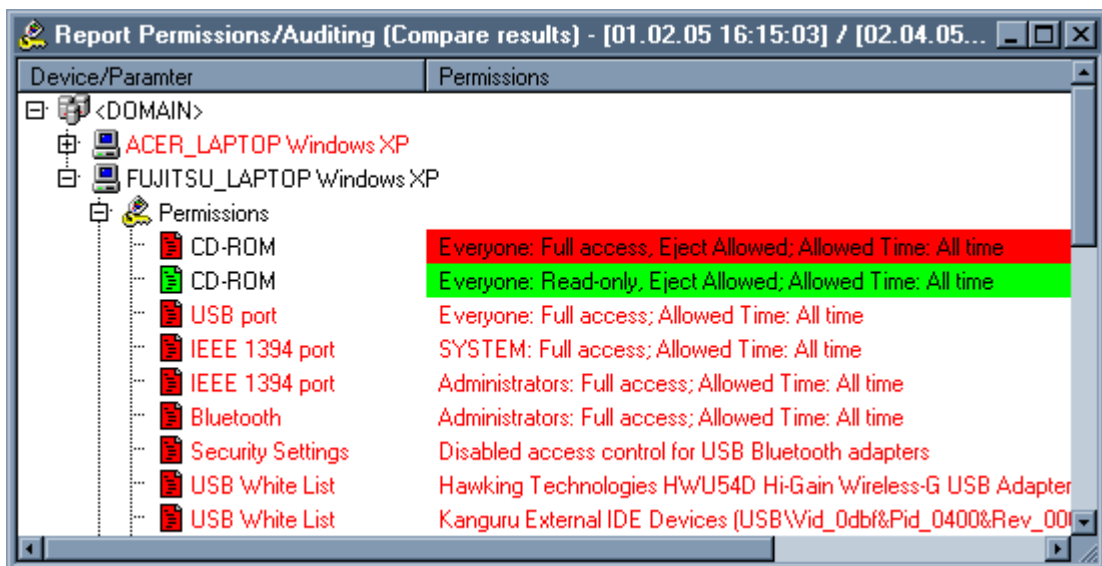 Report Permissions/Auditing (Compare results) - [01.02.05 16:15:03] / [02.04.05...
Device/Paramter Permissions
<DOMAIN>
ACER_LAPTOP Windows XP
FUJITSU_LAPTOP Windows XP
Permissions
CD-ROM Everyone: Full access, Eject Allowed; Allowed Time: All time
CD-ROM Everyone: Read-only, Eject Allowed; Allowed Time: All time
USB port Everyone: Full access; Allowed Time: All time
IEEE 1394 port SYSTEM: Full access; Allowed Time: All time
IEEE 1394 port Administrators: Full access; Allowed Time: All time
Bluetooth Administrators: Full access; Allowed Time: All time
Security Settings Disabled access control for USB Bluetooth adapters
USB White List Hawking Technologies HWU54D Hi-Gain Wireless-G USB Adapter
USB White List Kanguru External IDE Devices (USB\Vid_0dbf&Pid_0400&Rev_00